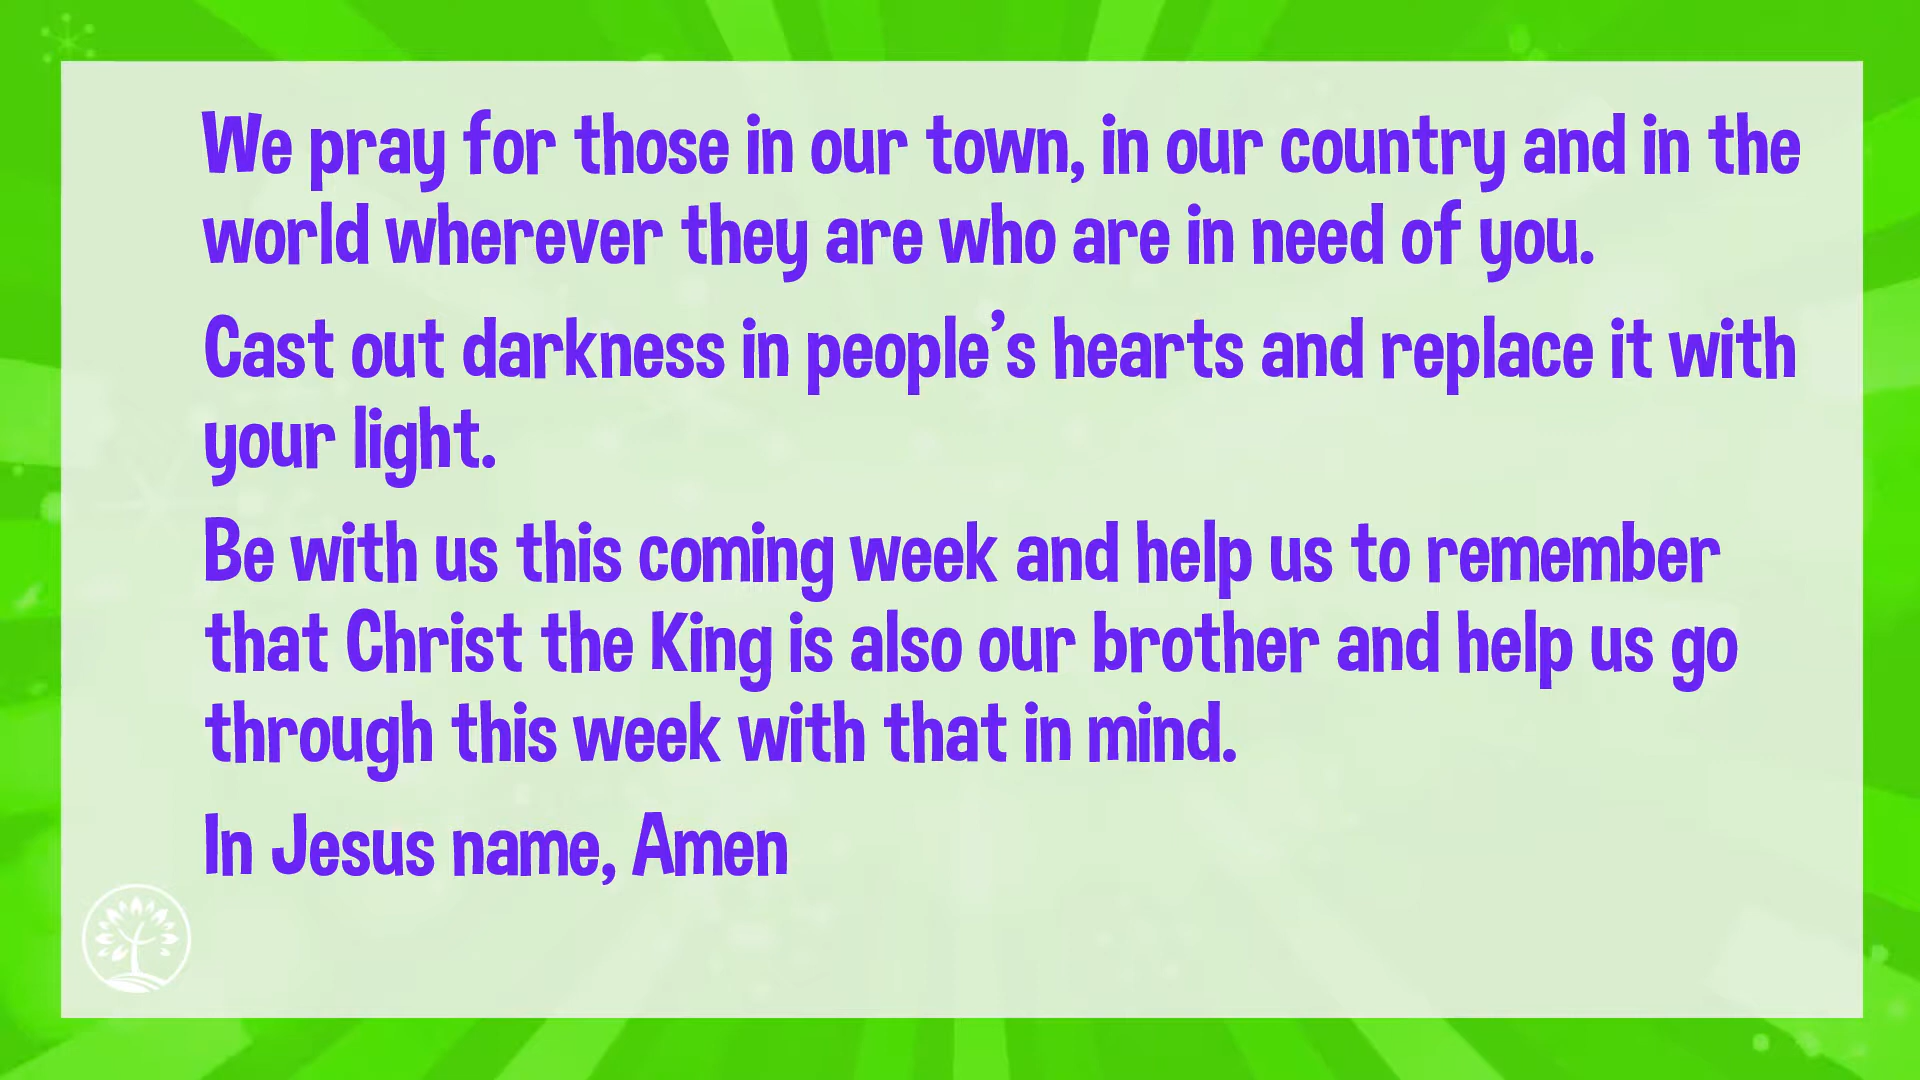 We pray for those in our town, in our country and in the
world wherever they are who are in need of you.
Cast out darkness in people’s hearts and replace it with
your light.
Be with us this coming week and help us to remember
that Christ the King is also our brother and help us go
through this week with that in mind.
In Jesus name, Amen